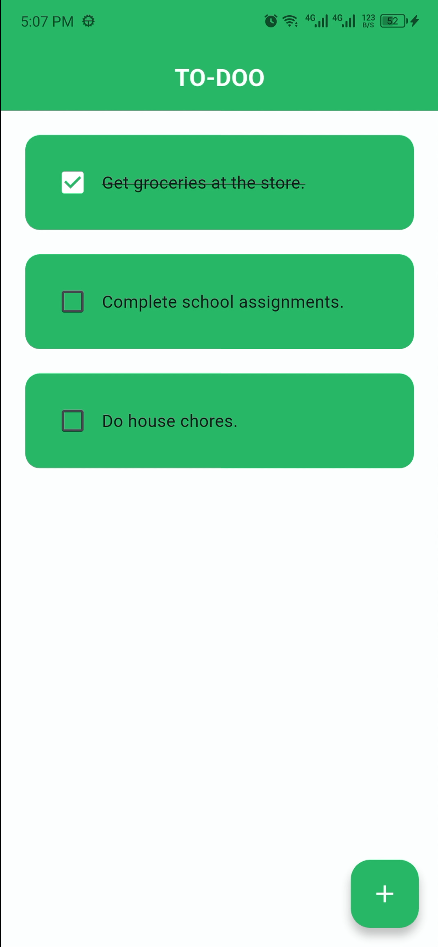 5:07 PM 4G 4G 123 B/S 52
TO-DOO
Get groceries at the store.
Complete school assignments.
Do house chores.